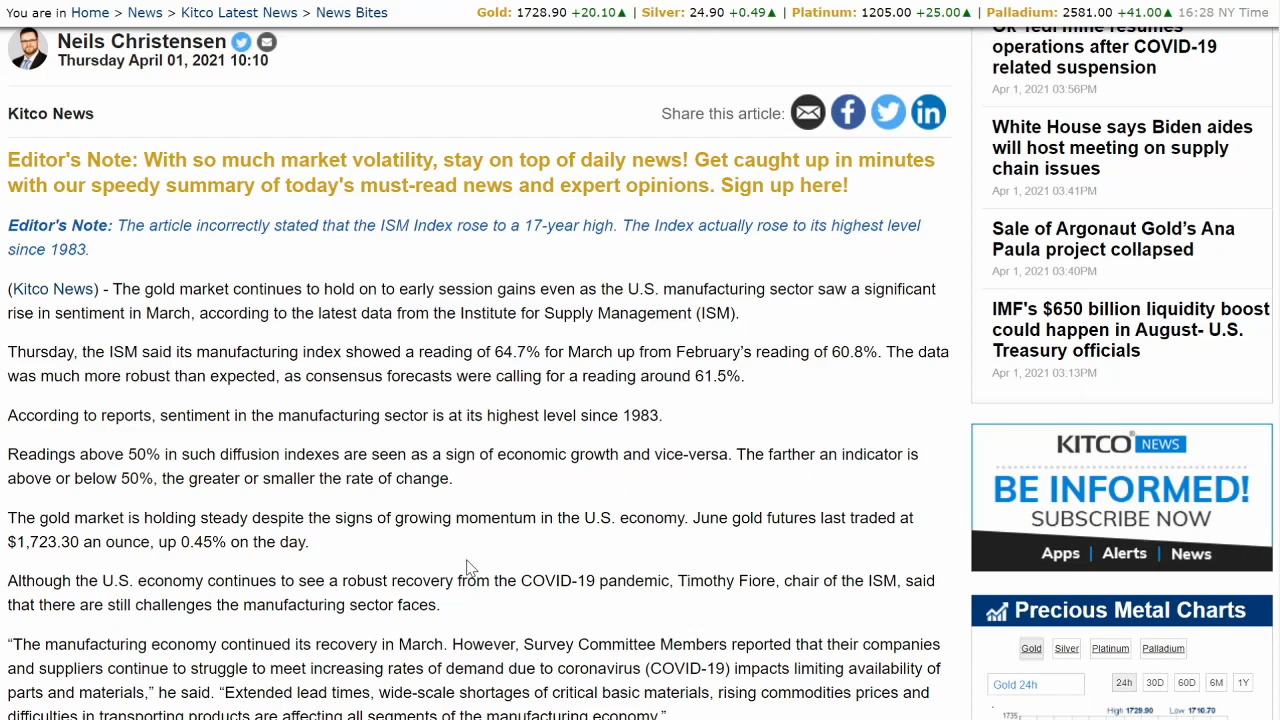 You are in Home > News > Kitco Latest News > News Bites
Gold: 1728.90 +20.10▲ | Silver: 24.90 +0.49▲ | Platinum: 1205.00 +25.00▲ | Palladium: 2581.00 +41.00▲ 16:28 NY Time
Neils Christensen
Thursday April 01, 2021 10:10
Kitco News
Share this article:
Editor's Note: With so much market volatility, stay on top of daily news! Get caught up in minutes
with our speedy summary of today's must-read news and expert opinions. Sign up here!
Editor's Note: The article incorrectly stated that the ISM Index rose to a 17-year high. The Index actually rose to its highest level
since 1983.
(Kitco News) - The gold market continues to hold on to early session gains even as the U.S. manufacturing sector saw a significant
rise in sentiment in March, according to the latest data from the Institute for Supply Management (ISM).
Thursday, the ISM said its manufacturing index showed a reading of 64.7% for March up from February's reading of 60.8%. The data
was much more robust than expected, as consensus forecasts were calling for a reading around 61.5%.
According to reports, sentiment in the manufacturing sector is at its highest level since 1983.
Readings above 50% in such diffusion indexes are seen as a sign of economic growth and vice-versa. The farther an indicator is
above or below 50%, the greater or smaller the rate of change.
The gold market is holding steady despite the signs of growing momentum in the U.S. economy. June gold futures last traded at
$1,723.30 an ounce, up 0.45% on the day.
Although the U.S. economy continues to see a robust recovery from the COVID-19 pandemic, Timothy Fiore, chair of the ISM, said
that there are still challenges the manufacturing sector faces.
“The manufacturing economy continued its recovery in March. However, Survey Committee Members reported that their companies
and suppliers continue to struggle to meet increasing rates of demand due to coronavirus (COVID-19) impacts limiting availability of
parts and materials,” he said. “Extended lead times, wide-scale shortages of critical basic materials, rising commodities prices and
difficulties in transporting products are affecting all segments of the manufacturing economy.”
Ok Tedi mine resumes
operations after COVID-19
related suspension
Apr 1, 2021 03:56PM
White House says Biden aides
will host meeting on supply
chain issues
Apr 1, 2021 03:41PM
Sale of Argonaut Gold's Ana
Paula project collapsed
Apr 1, 2021 03:40PM
IMF's $650 billion liquidity boost
could happen in August- U.S.
Treasury officials
Apr 1, 2021 03:13PM
KITCO® NEWS
BE INFORMED!
SUBSCRIBE NOW
Apps | Alerts | News
Precious Metal Charts
Gold Silver Platinum Palladium
Gold 24h 24h 30D 60D 6M 1Y
High 1729.90 Low 1710.70
1735